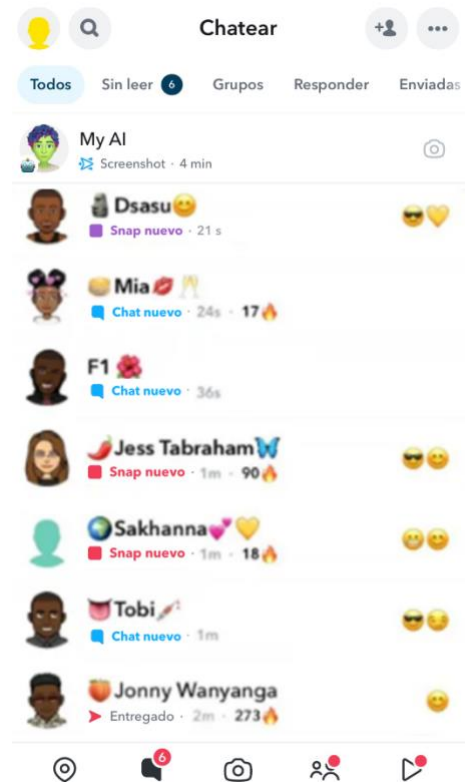 Chatear
Todos Sin leer 6 Grupos Responder Enviadas
My AI
Screenshot · 4 min
🗿 Dsasu😊
Snap nuevo · 21 s
Mia💋🥂
Chat nuevo · 24s · 17🔥
F1 🌺
Chat nuevo · 36s
🌶️Jess Tabraham🦋
Snap nuevo · 1m · 90🔥
🌍Sakhanna💕💛
Snap nuevo · 1m · 18🔥
👅Tobi💉
Chat nuevo · 1m
🍑Jonny Wanyanga
Entregado · 2m · 273🔥
6